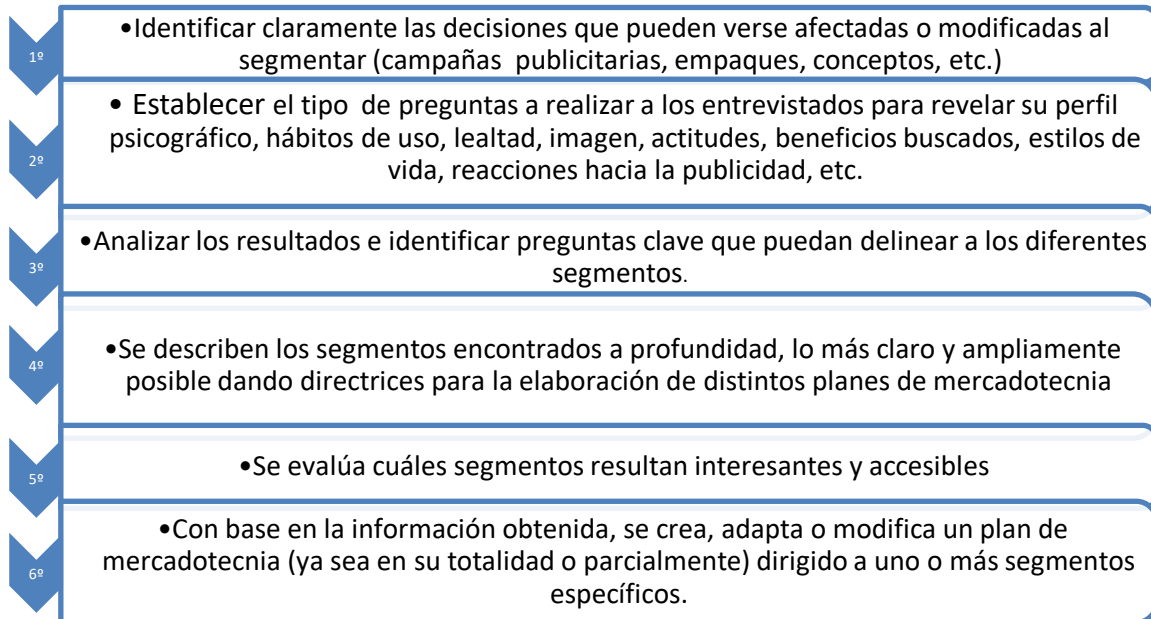 •Identificar claramente las decisiones que pueden verse afectadas o modificadas al
1º
segmentar (campañas publicitarias, empaques, conceptos, etc.)
• Establecer el tipo de preguntas a realizar a los entrevistados para revelar su perfil
psicográfico, hábitos de uso, lealtad, imagen, actitudes, beneficios buscados, estilos de
2º
vida, reacciones hacia la publicidad, etc.
•Analizar los resultados e identificar preguntas clave que puedan delinear a los diferentes
3º
segmentos.
•Se describen los segmentos encontrados a profundidad, lo más claro y ampliamente
4º
posible dando directrices para la elaboración de distintos planes de mercadotecnia
5º
•Se evalúa cuáles segmentos resultan interesantes y accesibles
•Con base en la información obtenida, se crea, adapta o modifica un plan de
mercadotecnia (ya sea en su totalidad o parcialmente) dirigido a uno o más segmentos
6º
específicos.